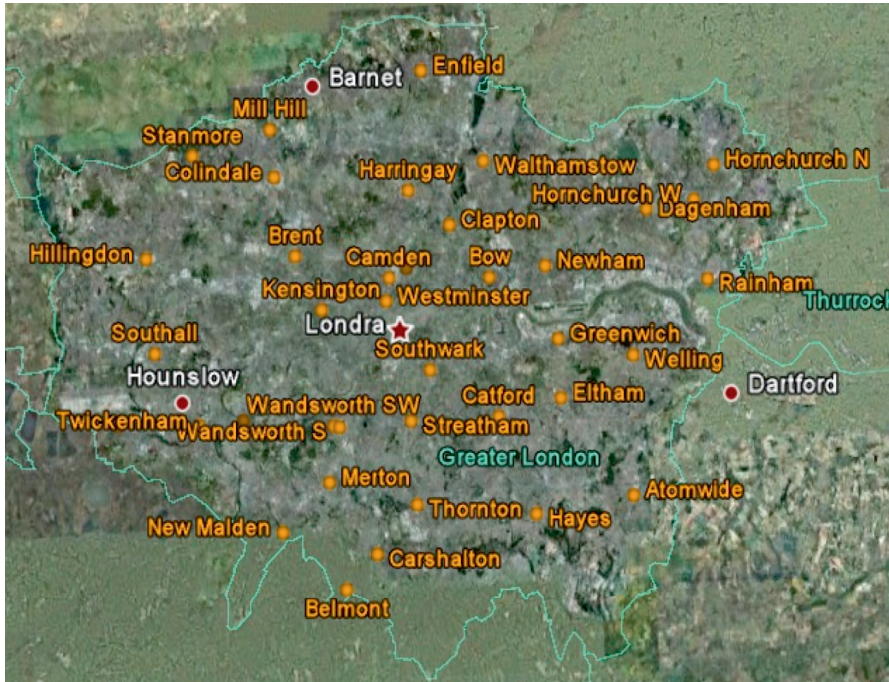 Enfield
Barnet
Mill Hill
Stanmore
Colindale
Harringay
Walthamstow
Hornchurch N
Hornchurch W
Dagenham
Clapton
Brent
Hillingdon
Camden
Bow
Newham
Rainham
Kensington
Westminster
Thurrock
Londra
Southall
Greenwich
Southwark
Welling
Hounslow
Dartford
Catford
Eltham
Wandsworth SW
Twickenham
Wandsworth S
Streatham
Greater London
Merton
Atomwide
Thornton
Hayes
New Malden
Carshalton
Belmont